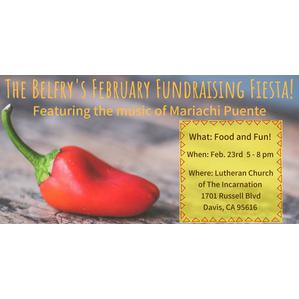 The Belfry's February Fundraising Fiesta!
Featuring the music of Mariachi Puente
What: Food and Fun!
When: Feb. 23rd 5 - 8 pm
Where: Lutheran Church
of The Incarnation
1701 Russell Blvd
Davis, CA 95616